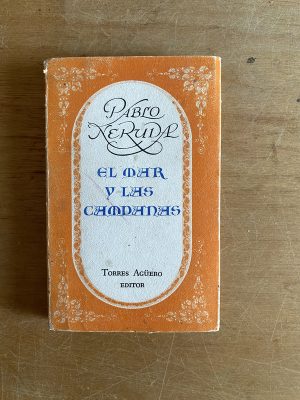 PABLO
NERUDA
EL MAR
Y LAS
CAMPANAS
TORRES AGÜERO
EDITOR